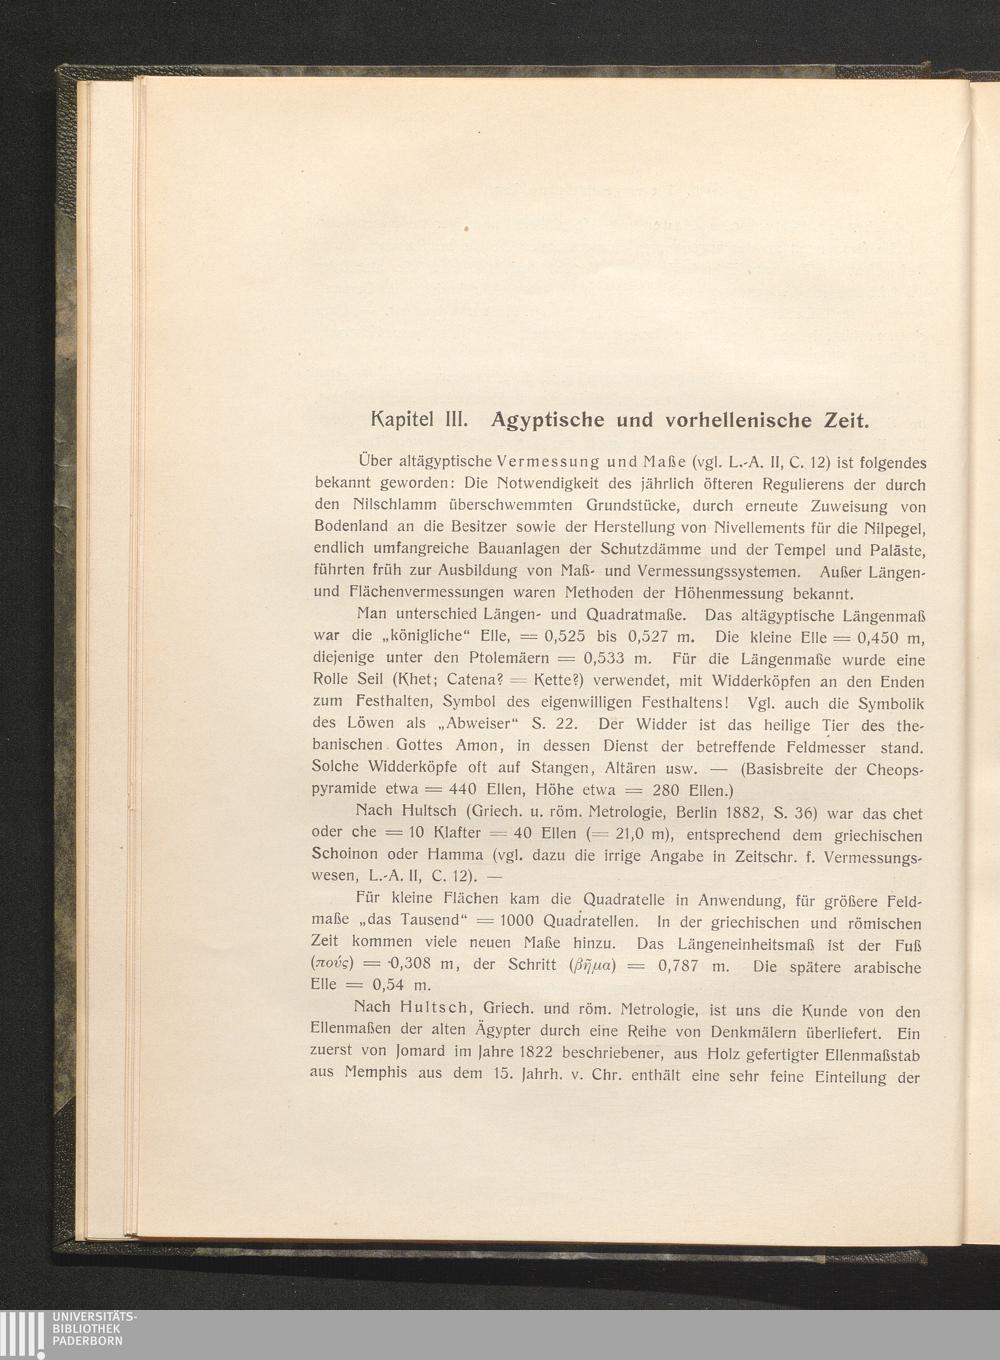 Kapitel III. Agyptische und vorhellenische Zeit.
Über altägyptische Vermessung und Maße (vgl. L.-A. II, C. 12) ist folgendes
bekannt geworden: Die Notwendigkeit des jährlich öfteren Regulierens der durch
den Nilschlamm überschwemmten Grundstücke, durch erneute Zuweisung von
Bodenland an die Besitzer sowie der Herstellung von Nivellements für die Nilpegel,
endlich umfangreiche Bauanlagen der Schutzdämme und der Tempel und Paläste,
führten früh zur Ausbildung von Maß- und Vermessungssystemen. Außer Längen-
und Flächenvermessungen waren Methoden der Höhenmessung bekannt.
Man unterschied Längen- und Quadratmaße. Das altägyptische Längenmaß
war die „königliche“ Elle, = 0,525 bis 0,527 m. Die kleine Elle = 0,450 m,
diejenige unter den Ptolemäern = 0,533 m. Für die Längenmaße wurde eine
Rolle Seil (Khet; Catena? = Kette?) verwendet, mit Widderköpfen an den Enden
zum Festhalten, Symbol des eigenwilligen Festhaltens! Vgl. auch die Symbolik
des Löwen als „Abweiser“ S. 22. Der Widder ist das heilige Tier des the-
banischen Gottes Amon, in dessen Dienst der betreffende Feldmesser stand.
Solche Widderköpfe oft auf Stangen, Altären usw. — (Basisbreite der Cheops-
pyramide etwa = 440 Ellen, Höhe etwa = 280 Ellen.)
Nach Hultsch (Griech. u. röm. Metrologie, Berlin 1882, S. 36) war das chet
oder che = 10 Klafter = 40 Ellen (= 21,0 m), entsprechend dem griechischen
Schoinon oder Hamma (vgl. dazu die irrige Angabe in Zeitschr. f. Vermessungs-
wesen, L.-A. II, C. 12). —
Für kleine Flächen kam die Quadratelle in Anwendung, für größere Feld-
maße „das Tausend“ = 1000 Quadratellen. In der griechischen und römischen
Zeit kommen viele neuen Maße hinzu. Das Längeneinheitsmaß ist der Fuß
(πούς) = 0,308 m, der Schritt (βῆμα) = 0,787 m. Die spätere arabische
Elle = 0,54 m.
Nach Hultsch, Griech. und röm. Metrologie, ist uns die Kunde von den
Ellenmaßen der alten Ägypter durch eine Reihe von Denkmälern überliefert. Ein
zuerst von Jomard im Jahre 1822 beschriebener, aus Holz gefertigter Ellenmaßstab
aus Memphis aus dem 15. Jahrh. v. Chr. enthält eine sehr feine Einteilung der
UNIVERSITÄTS-
BIBLIOTHEK
PADERBORN